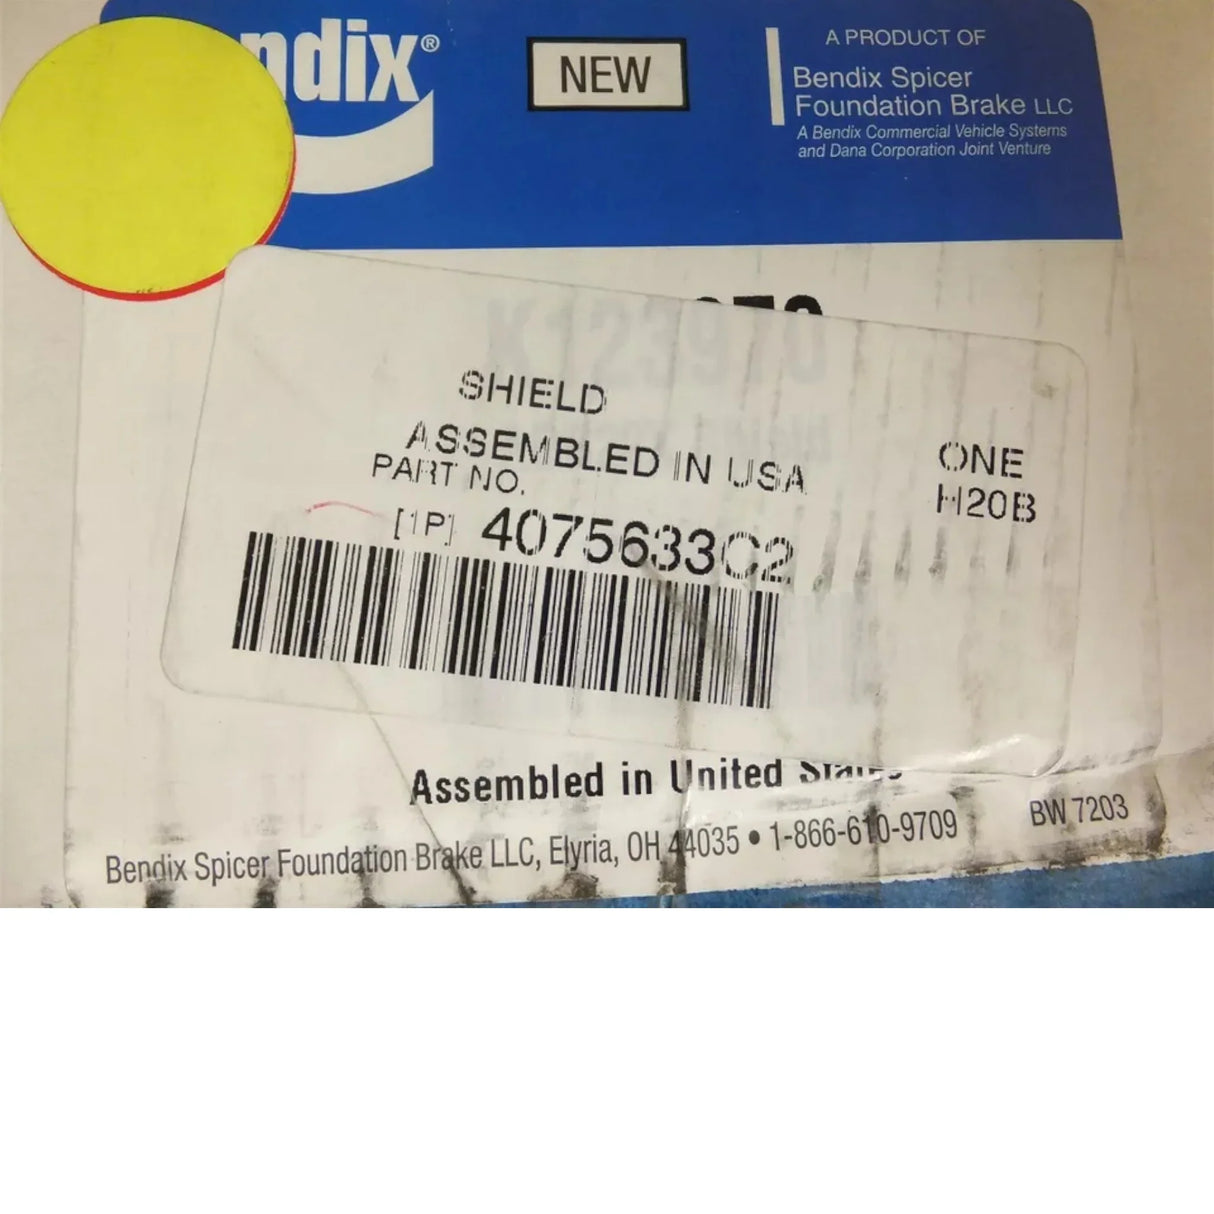 ndix®
NEW
A PRODUCT OF
Bendix Spicer
Foundation Brake LLC
A Bendix Commercial Vehicle Systems
and Dana Corporation Joint Venture
K123970
SHIELD
ASSEMBLED IN USA
PART NO.
ONE
H20B
[1P] 4075633C2
Assembled in United States
Bendix Spicer Foundation Brake LLC, Elyria, OH 44035 • 1-866-610-9709
BW 7203